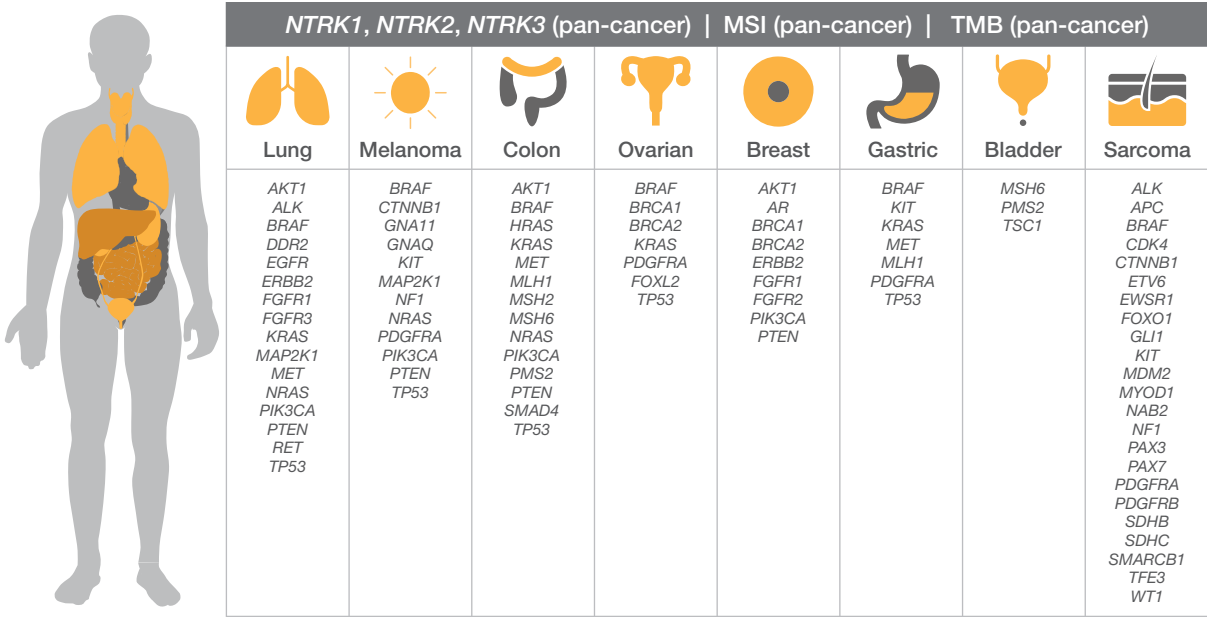 NTRK1, NTRK2, NTRK3 (pan-cancer) | MSI (pan-cancer) | TMB (pan-cancer)
Lung
AKT1
ALK
BRAF
DDR2
EGFR
ERBB2
FGFR1
FGFR3
KRAS
MAP2K1
MET
NRAS
PIK3CA
PTEN
RET
TP53
Melanoma
BRAF
CTNNB1
GNA11
GNAQ
KIT
MAP2K1
NF1
NRAS
PDGFRA
PIK3CA
PTEN
TP53
Colon
AKT1
BRAF
HRAS
KRAS
MET
MLH1
MSH2
MSH6
NRAS
PIK3CA
PMS2
PTEN
SMAD4
TP53
Ovarian
BRAF
BRCA1
BRCA2
KRAS
PDGFRA
FOXL2
TP53
Breast
AKT1
AR
BRCA1
BRCA2
ERBB2
FGFR1
FGFR2
PIK3CA
PTEN
Gastric
BRAF
KIT
KRAS
MET
MLH1
PDGFRA
TP53
Bladder
MSH6
PMS2
TSC1
Sarcoma
ALK
APC
BRAF
CDK4
CTNNB1
ETV6
EWSR1
FOXO1
GLI1
KIT
MDM2
MYOD1
NAB2
NF1
PAX3
PAX7
PDGFRA
PDGFRB
SDHB
SDHC
SMARCB1
TFE3
WT1